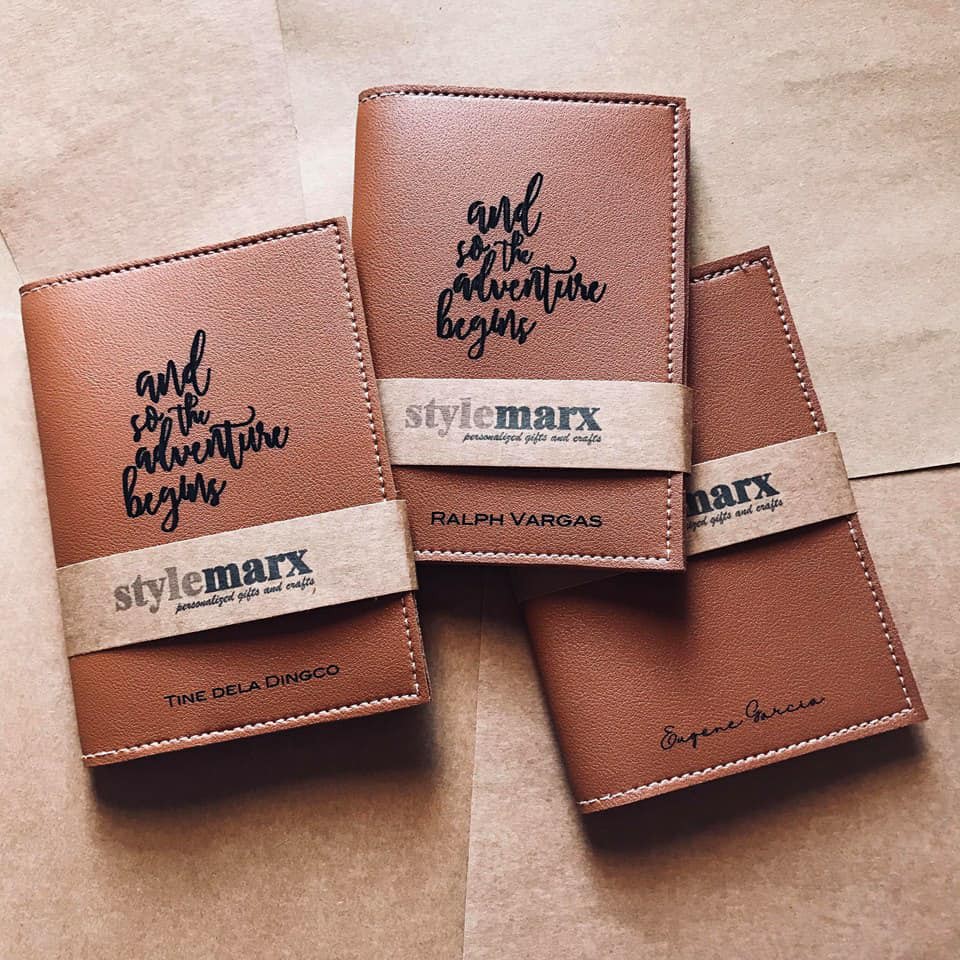 and
so the
adventure
begins
stylemarx
personalized gifts and crafts
TINE DELA DINGCO
and
so the
adventure
begins
stylemarx
personalized gifts and crafts
RALPH VARGAS
marx
gifts and crafts
Eugene Garcia